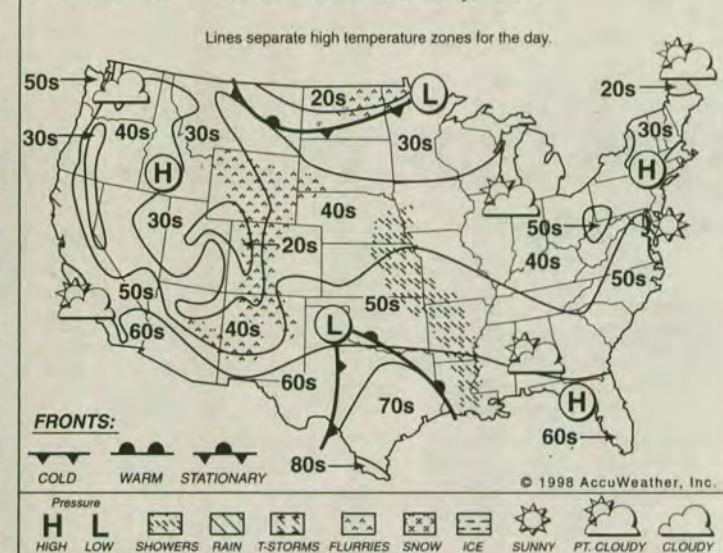 Lines separate high temperature zones for the day.
50s
20s
L
20s
30s
40s
30s
30s
30s
H
H
30s
40s
20s
50s
40s
50s
50s
50s
40s
60s
L
60s
70s
H
60s
80s
FRONTS:
COLD WARM STATIONARY
© 1998 AccuWeather, Inc.
Pressure
H L
HIGH LOW SHOWERS RAIN T-STORMS FLURRIES SNOW ICE SUNNY PT. CLOUDY CLOUDY